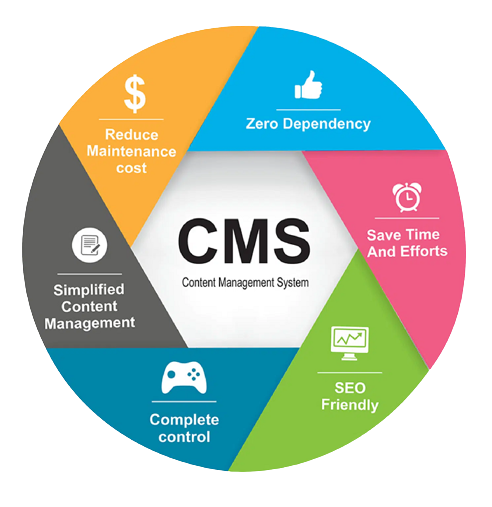 $
Reduce
Maintenance
cost
Zero Dependency
Save Time
And Efforts
SEO
Friendly
Complete
control
Simplified
Content
Management
CMS
Content Management System